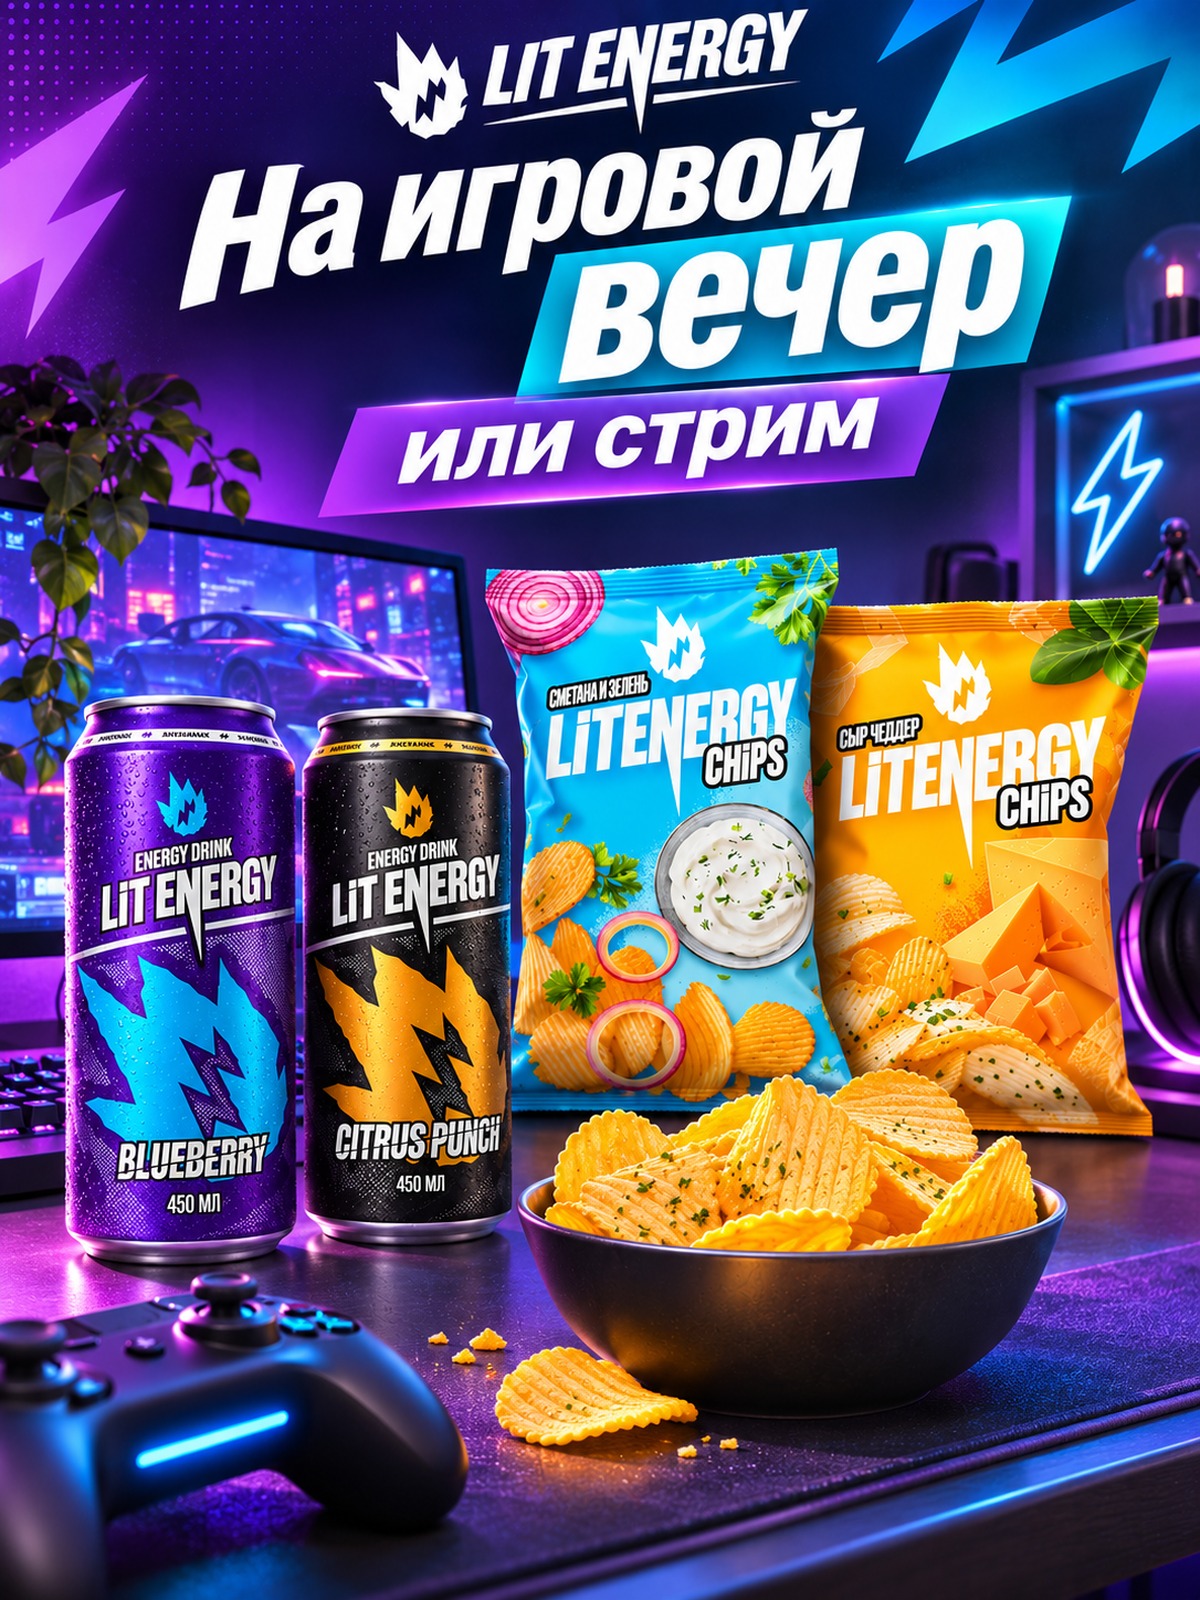 LIT ENERGY
На игровой
вечер
или стрим
СМЕТАНА И ЗЕЛЕНЬ
LiTENERGY
CHiPS
СЫР ЧЕДДЕР
LiTENERGY
CHiPS
ENERGY DRINK
LiT ENERGY
BLUEBERRY
450 МЛ
ENERGY DRINK
LiT ENERGY
CITRUS PUNCH
450 МЛ